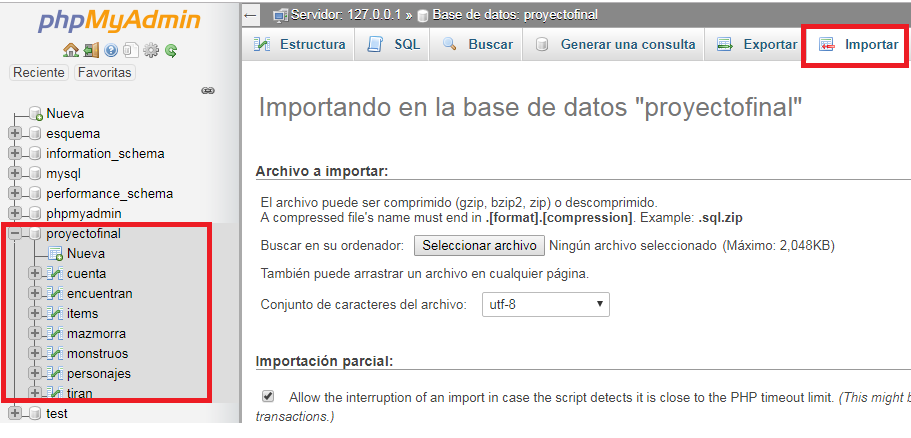 phpMyAdmin
Reciente Favoritas
Nueva
esquema
information_schema
mysql
performance_schema
phpmyadmin
proyectofinal
Nueva
cuenta
encuentran
items
mazmorra
monstruos
personajes
tiran
test
Servidor: 127.0.0.1 » Base de datos: proyectofinal
Estructura SQL Buscar Generar una consulta Exportar Importar
Importando en la base de datos "proyectofinal"
Archivo a importar:
El archivo puede ser comprimido (gzip, bzip2, zip) o descomprimido.
A compressed file's name must end in .[format].[compression]. Example: .sql.zip
Buscar en su ordenador: Seleccionar archivo Ningún archivo seleccionado (Máximo: 2,048KB)
También puede arrastrar un archivo en cualquier página.
Conjunto de caracteres del archivo: utf-8
Importación parcial:
Allow the interruption of an import in case the script detects it is close to the PHP timeout limit. (This might
transactions.)